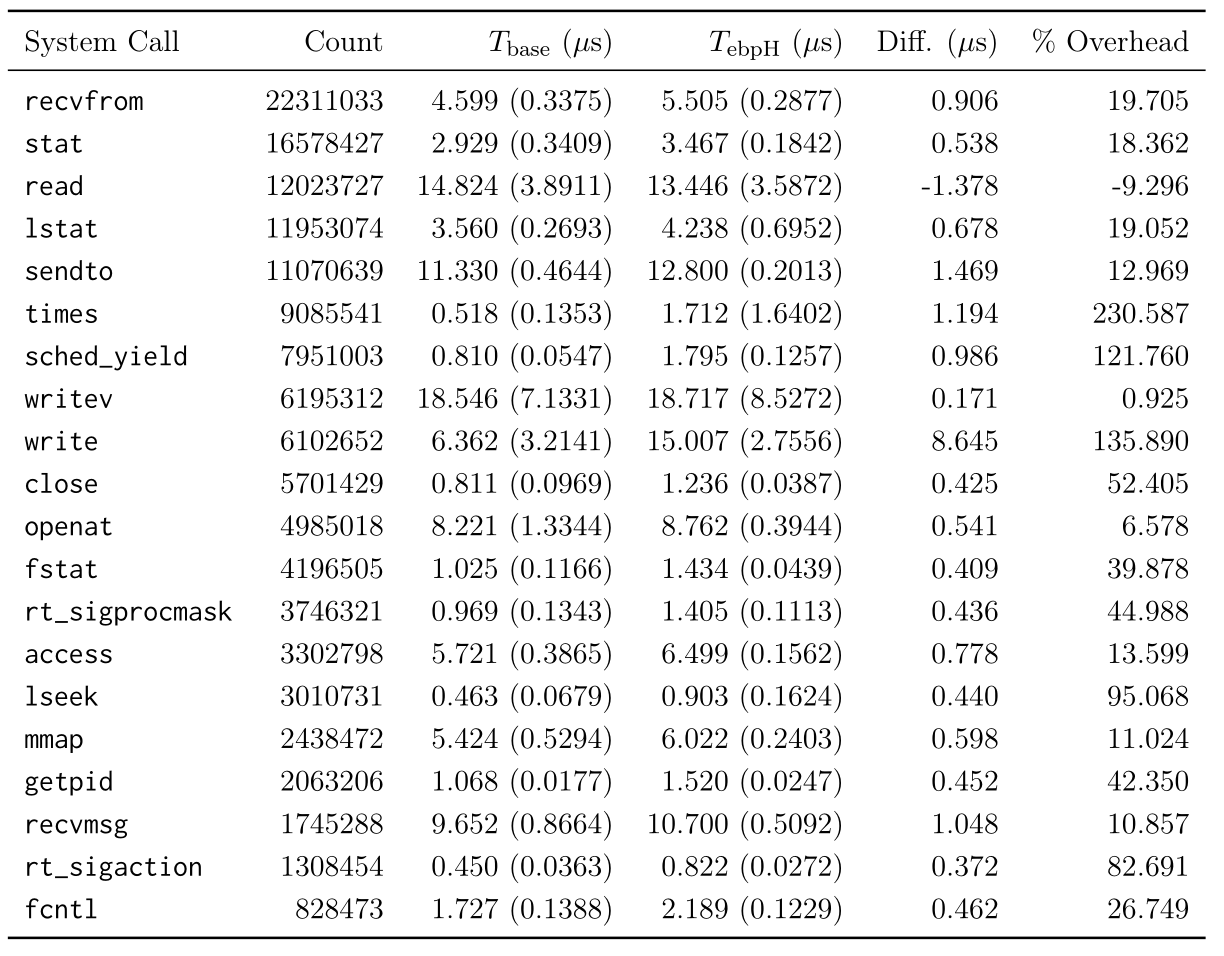 System Call Count T_base (μs) T_ebpH (μs) Diff. (μs) % Overhead
recvfrom 22311033 4.599 (0.3375) 5.505 (0.2877) 0.906 19.705
stat 16578427 2.929 (0.3409) 3.467 (0.1842) 0.538 18.362
read 12023727 14.824 (3.8911) 13.446 (3.5872) -1.378 -9.296
lstat 11953074 3.560 (0.2693) 4.238 (0.6952) 0.678 19.052
sendto 11070639 11.330 (0.4644) 12.800 (0.2013) 1.469 12.969
times 9085541 0.518 (0.1353) 1.712 (1.6402) 1.194 230.587
sched_yield 7951003 0.810 (0.0547) 1.795 (0.1257) 0.986 121.760
writev 6195312 18.546 (7.1331) 18.717 (8.5272) 0.171 0.925
write 6102652 6.362 (3.2141) 15.007 (2.7556) 8.645 135.890
close 5701429 0.811 (0.0969) 1.236 (0.0387) 0.425 52.405
openat 4985018 8.221 (1.3344) 8.762 (0.3944) 0.541 6.578
fstat 4196505 1.025 (0.1166) 1.434 (0.0439) 0.409 39.878
rt_sigprocmask 3746321 0.969 (0.1343) 1.405 (0.1113) 0.436 44.988
access 3302798 5.721 (0.3865) 6.499 (0.1562) 0.778 13.599
lseek 3010731 0.463 (0.0679) 0.903 (0.1624) 0.440 95.068
mmap 2438472 5.424 (0.5294) 6.022 (0.2403) 0.598 11.024
getpid 2063206 1.068 (0.0177) 1.520 (0.0247) 0.452 42.350
recvmsg 1745288 9.652 (0.8664) 10.700 (0.5092) 1.048 10.857
rt_sigaction 1308454 0.450 (0.0363) 0.822 (0.0272) 0.372 82.691
fcntl 828473 1.727 (0.1388) 2.189 (0.1229) 0.462 26.749